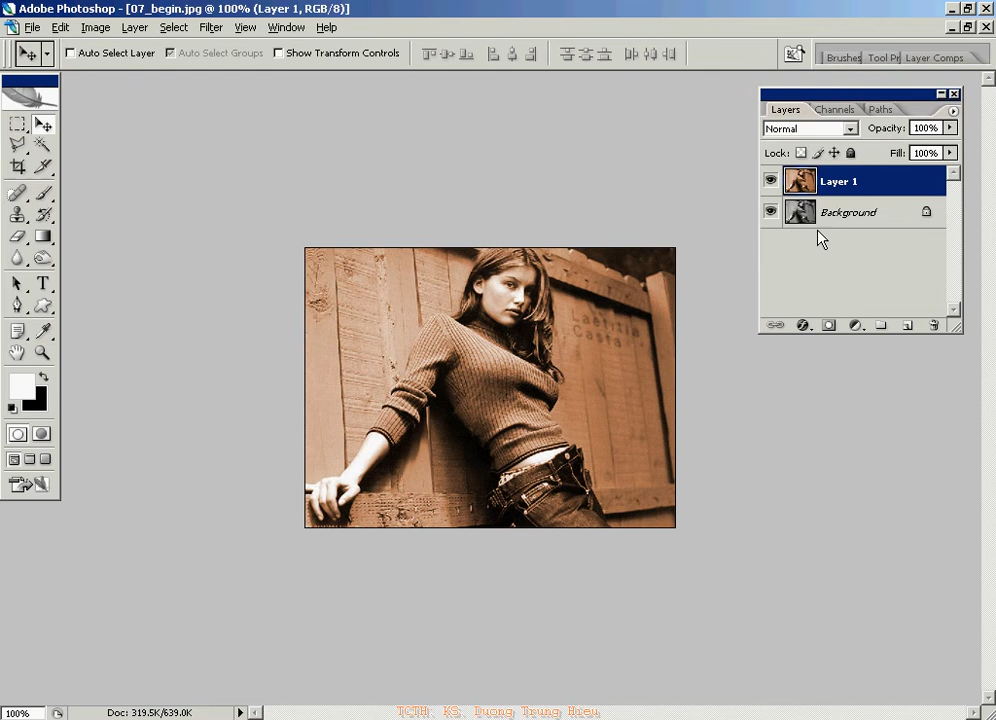 Adobe Photoshop - [07_begin.jpg @ 100% (Layer 1, RGB/8)]
File Edit Image Layer Select Filter View Window Help
Auto Select Layer Auto Select Groups Show Transform Controls
Brushes Tool Pr Layer Comps
Layers Channels Paths
Normal Opacity: 100%
Lock: Fill: 100%
Layer 1
Background
Laetitia
Casta
T
100% Doc: 319.5K/639.0K
TCTH. KS. Duong Trung Hieu